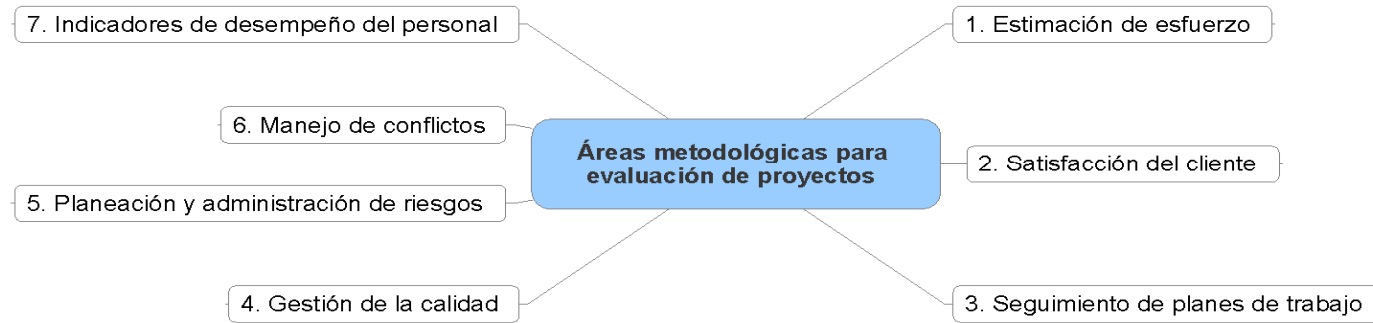 Áreas metodológicas para
evaluación de proyectos
1. Estimación de esfuerzo
2. Satisfacción del cliente
3. Seguimiento de planes de trabajo
4. Gestión de la calidad
5. Planeación y administración de riesgos
6. Manejo de conflictos
7. Indicadores de desempeño del personal